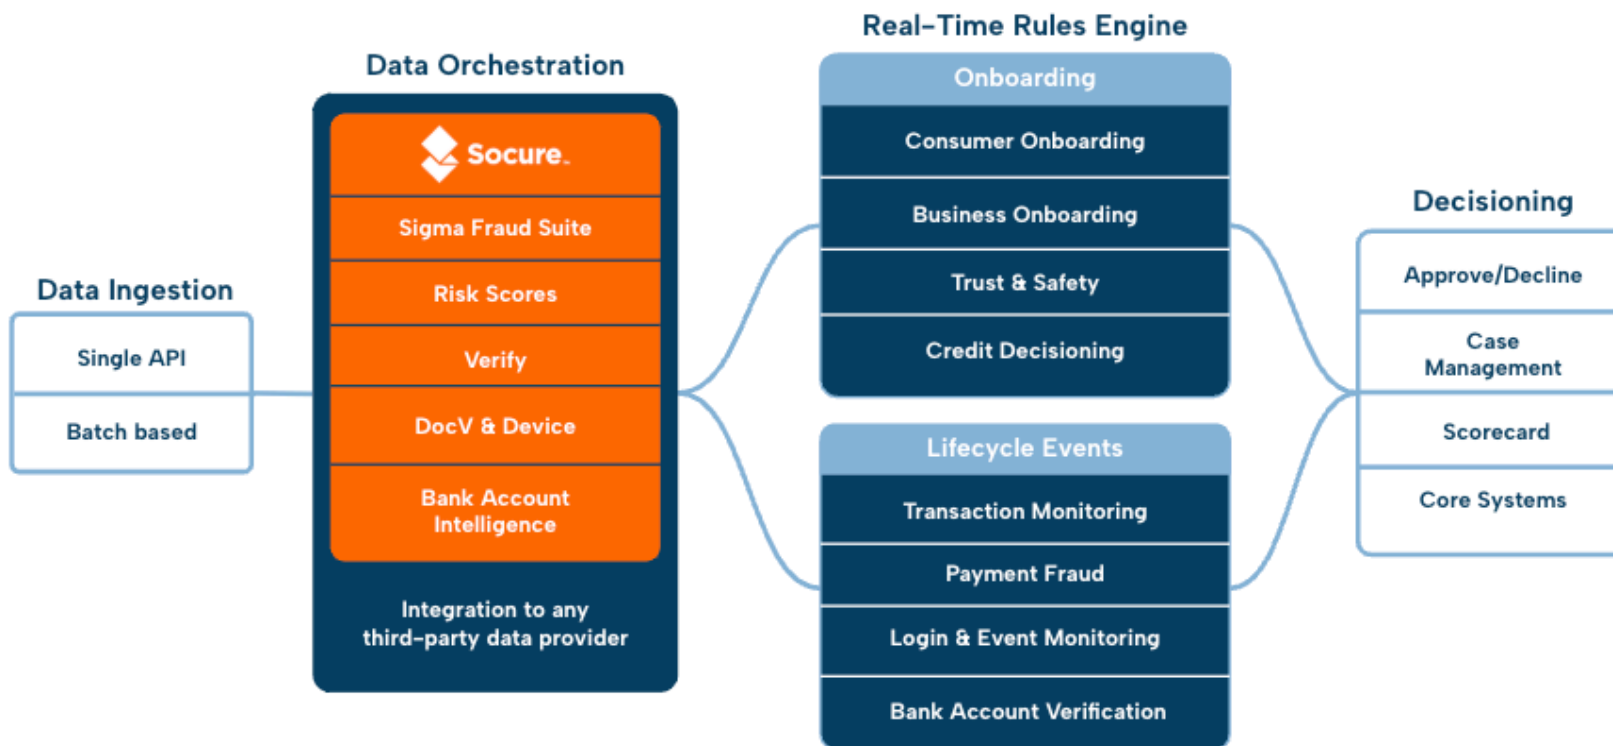 Data Ingestion
Single API
Batch based
Data Orchestration
Socure™
Sigma Fraud Suite
Risk Scores
Verify
DocV & Device
Bank Account
Intelligence
Integration to any
third-party data provider
Real-Time Rules Engine
Onboarding
Consumer Onboarding
Business Onboarding
Trust & Safety
Credit Decisioning
Lifecycle Events
Transaction Monitoring
Payment Fraud
Login & Event Monitoring
Bank Account Verification
Decisioning
Approve/Decline
Case
Management
Scorecard
Core Systems